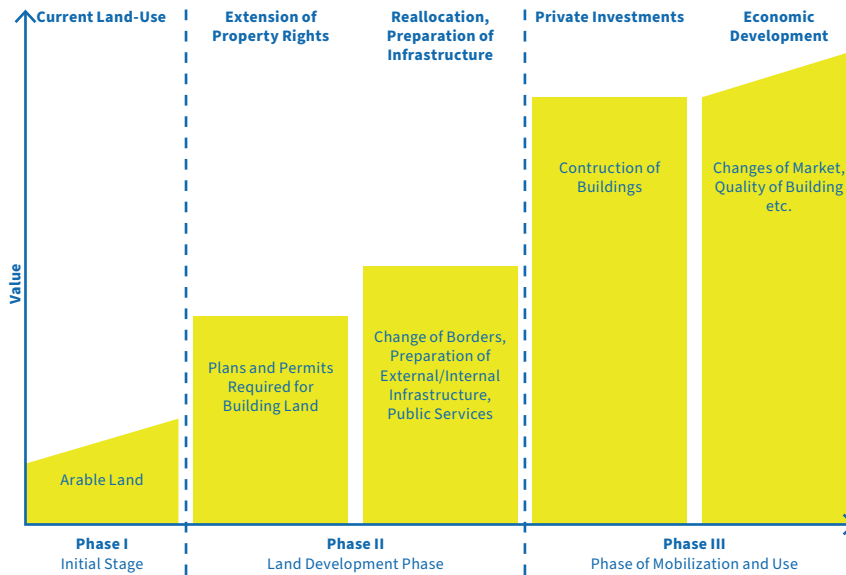 Current Land-Use
Extension of
Property Rights
Reallocation,
Preparation of
Infrastructure
Private Investments
Economic
Development
Value
Arable Land
Plans and Permits
Required for
Building Land
Change of Borders,
Preparation of
External/Internal
Infrastructure,
Public Services
Contruction of
Buildings
Changes of Market,
Quality of Building
etc.
Phase I
Initial Stage
Phase II
Land Development Phase
Phase III
Phase of Mobilization and Use